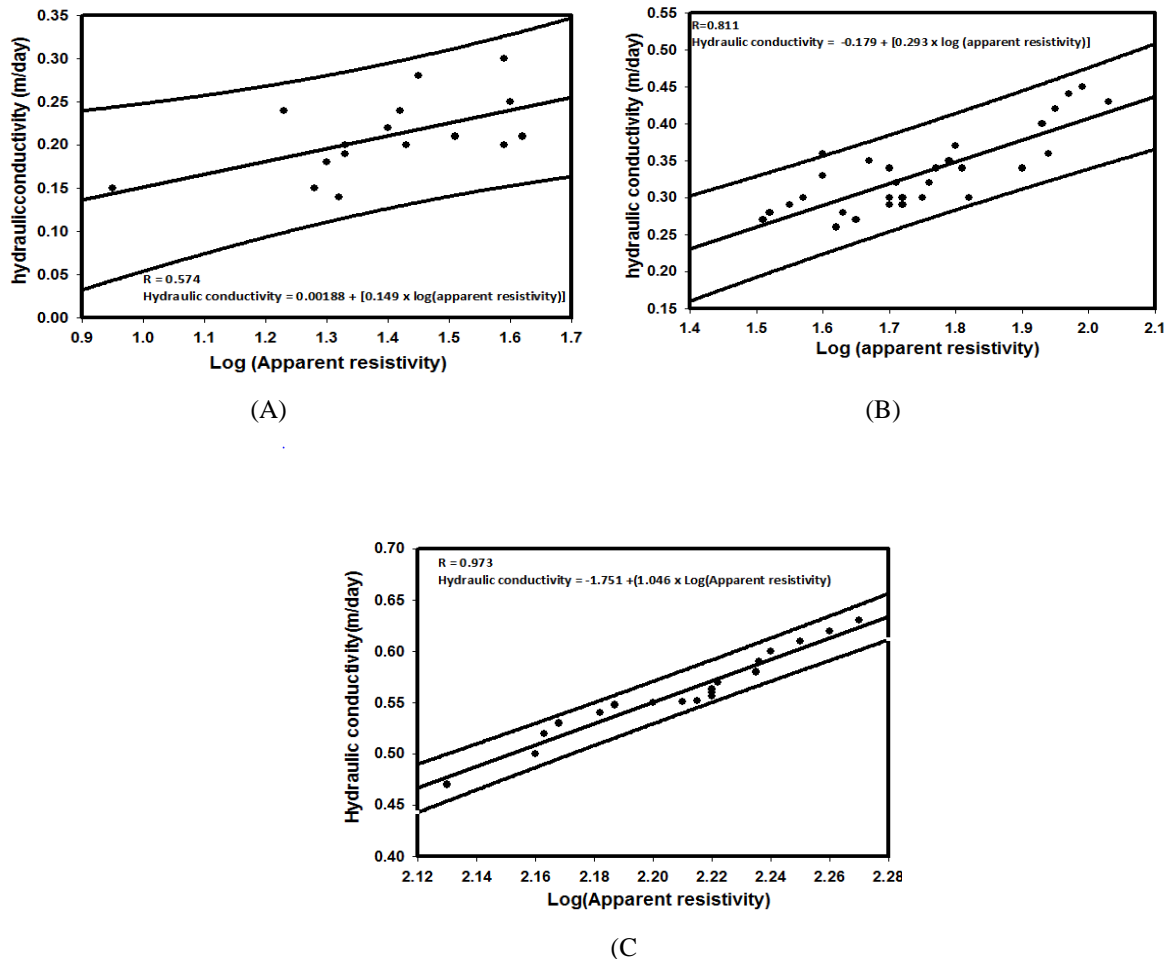 0.35
0.30
0.25
0.20
0.15
0.10
0.05
0.00
hydraulicconductivity (m/day)
R = 0.574
Hydraulic conductivity = 0.00188 + [0.149 x log(apparent resistivity)]
0.9 1.0 1.1 1.2 1.3 1.4 1.5 1.6 1.7
Log (Apparent resistivity)
(A)
0.55
0.50
0.45
0.40
0.35
0.30
0.25
0.20
0.15
hydraulic conductivity (m/day)
R=0.811
Hydraulic conductivity = -0.179 + [0.293 x log (apparent resistivity)]
1.4 1.5 1.6 1.7 1.8 1.9 2.0 2.1
Log (apparent resistivity)
(B)
0.70
0.65
0.60
0.55
0.50
0.45
0.40
Hydraulic conductivity(m/day)
R = 0.973
Hydraulic conductivity = -1.751 +(1.046 x Log(Apparent resistivity)
2.12 2.14 2.16 2.18 2.20 2.22 2.24 2.26 2.28
Log(Apparent resistivity)
(C